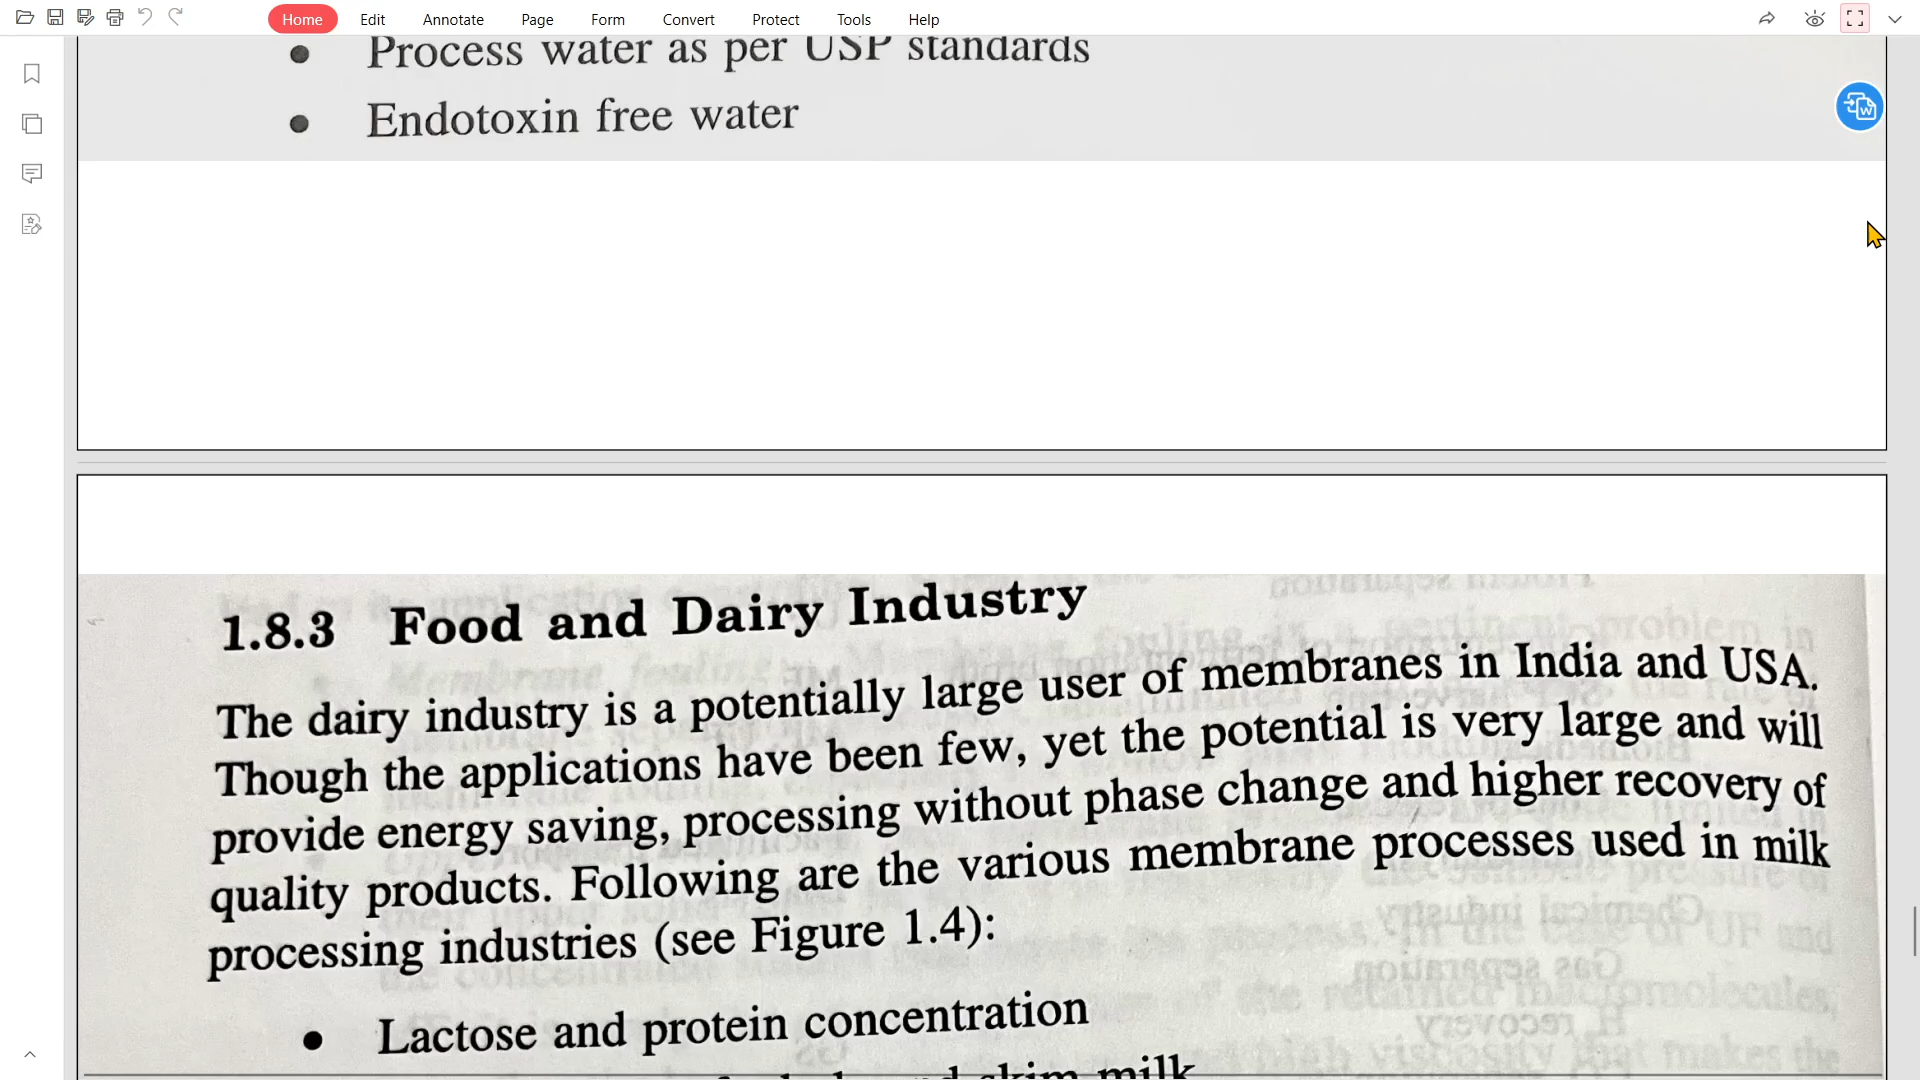 Home Edit Annotate Page Form Convert Protect Tools Help
• Process water as per USP standards
• Endotoxin free water
1.8.3 Food and Dairy Industry
The dairy industry is a potentially large user of membranes in India and USA.
Though the applications have been few, yet the potential is very large and will
provide energy saving, processing without phase change and higher recovery of
quality products. Following are the various membrane processes used in milk
processing industries (see Figure 1.4):
• Lactose and protein concentration
skim milk